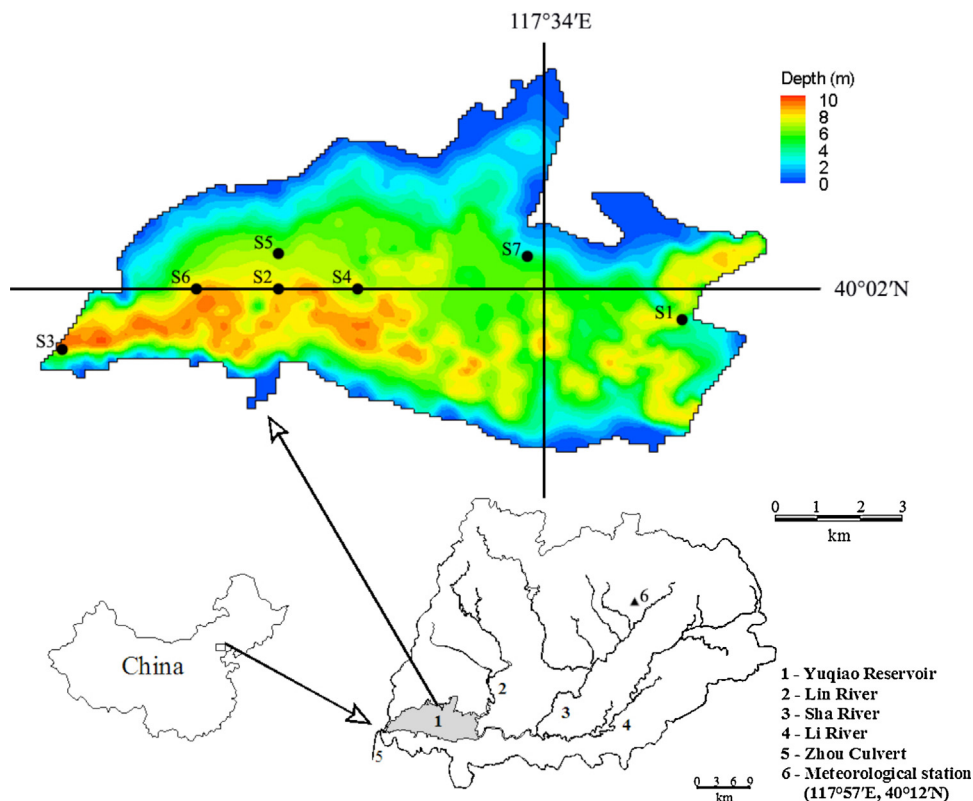 117°34′E
Depth (m)
10
8
6
4
2
0
S5
S7
S6
S2
S4
40°02′N
S1
S3
0 1 2 3
km
6
China
2
1
3
4
5
1 - Yuqiao Reservoir
2 - Lin River
3 - Sha River
4 - Li River
5 - Zhou Culvert
6 - Meteorological station
(117°57′E, 40°12′N)
0 3 6 9
km